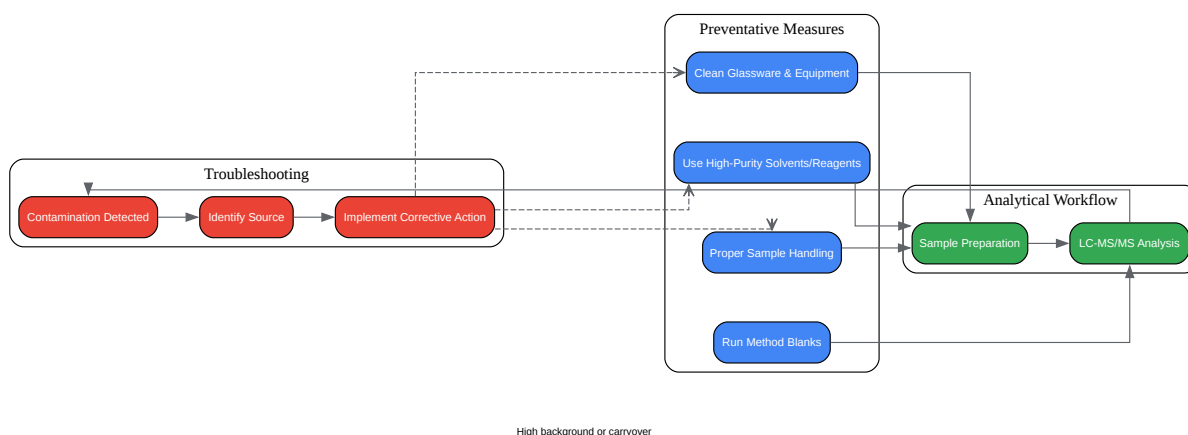 Preventative Measures
Clean Glassware & Equipment
Use High-Purity Solvents/Reagents
Proper Sample Handling
Run Method Blanks
Troubleshooting
Contamination Detected
Identify Source
Implement Corrective Action
Analytical Workflow
Sample Preparation
LC-MS/MS Analysis
High background or carryover